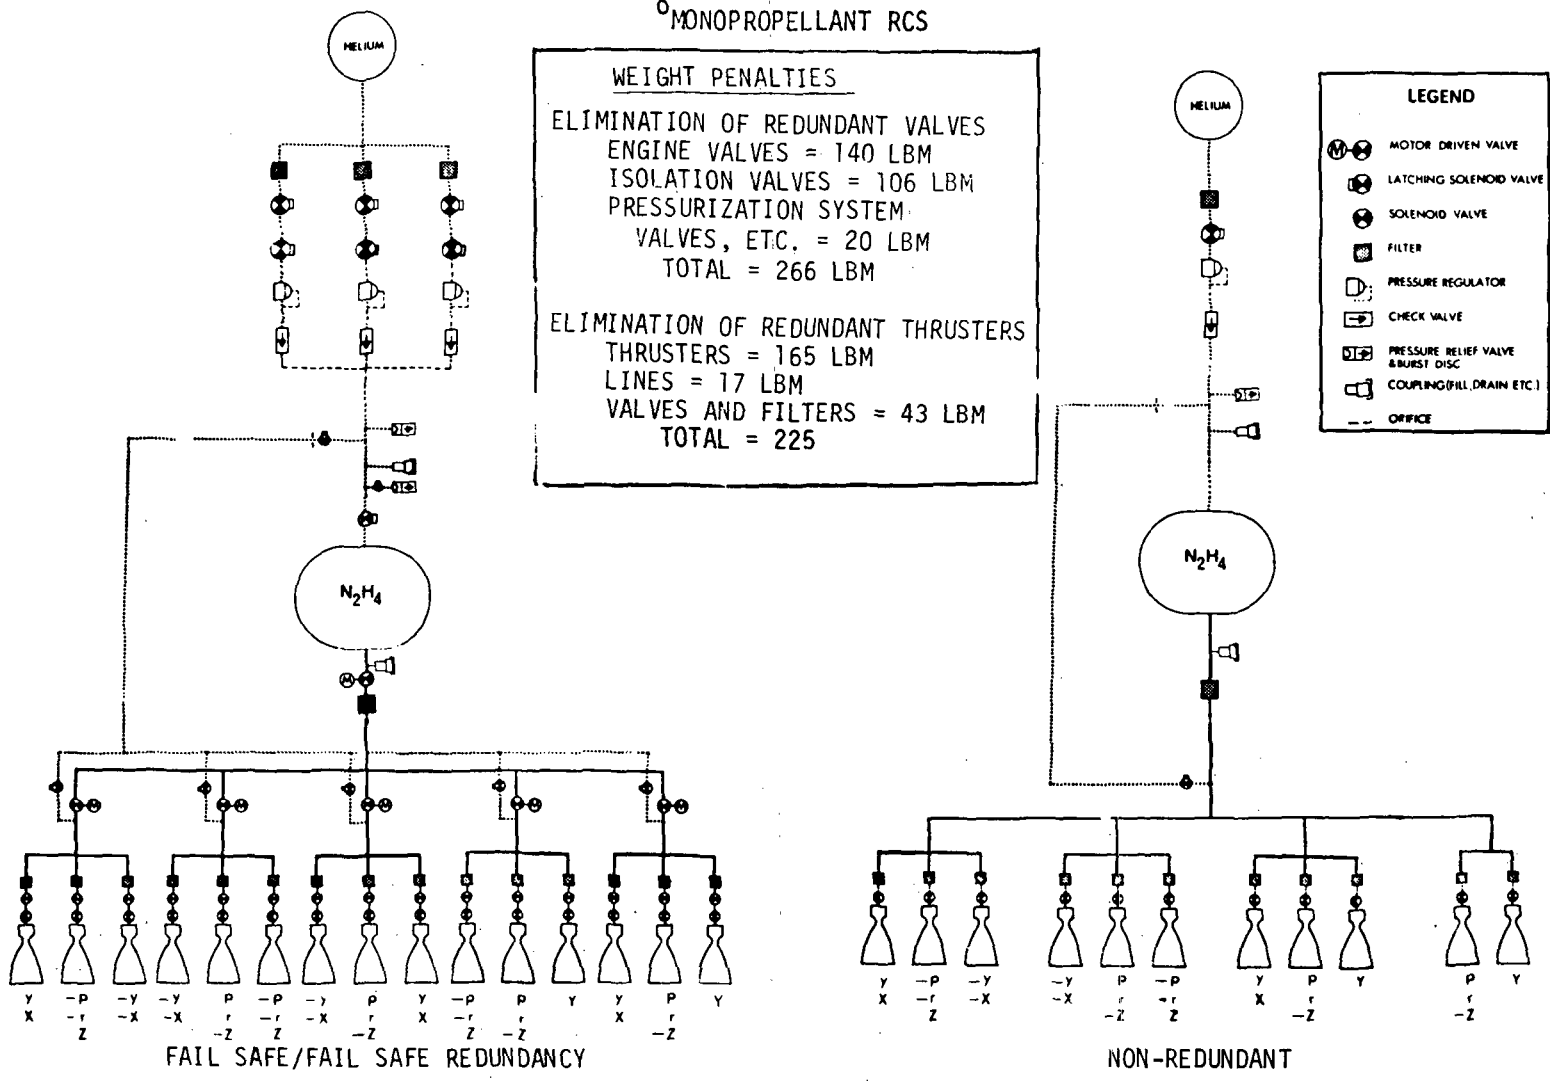 °MONOPROPELLANT RCS
HELIUM
WEIGHT PENALTIES
ELIMINATION OF REDUNDANT VALVES
ENGINE VALVES = 140 LBM
ISOLATION VALVES = 106 LBM
PRESSURIZATION SYSTEM
VALVES, ETC. = 20 LBM
TOTAL = 266 LBM
ELIMINATION OF REDUNDANT THRUSTERS
THRUSTERS = 165 LBM
LINES = 17 LBM
VALVES AND FILTERS = 43 LBM
TOTAL = 225
HELIUM
LEGEND
M MOTOR DRIVEN VALVE
LATCHING SOLENOID VALVE
SOLENOID VALVE
FILTER
PRESSURE REGULATOR
CHECK VALVE
PRESSURE RELIEF VALVE
&BURST DISC
COUPLING(FILL,DRAIN ETC.)
ORIFICE
N₂H₄
N₂H₄
M
M M M M M
y -P -y -y P -P -y P y -P P Y y P Y
X -r -X -X r -r -X r X -r r X r
Z -Z Z -Z Z -Z -Z
FAIL SAFE/FAIL SAFE REDUNDANCY
y -P -y -y P -P y P Y P Y
X -r -X -X r -r X r r
Z -Z Z -Z -Z
NON-REDUNDANT